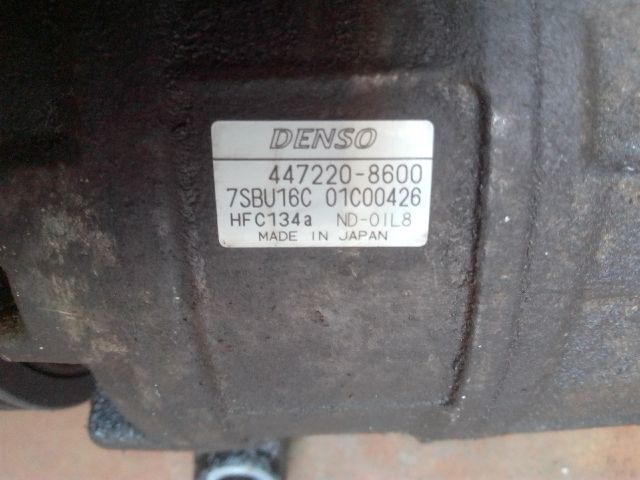 DENSO
447220-8600
7SBU16C 01C00426
HFC134a ND-OIL8
MADE IN JAPAN